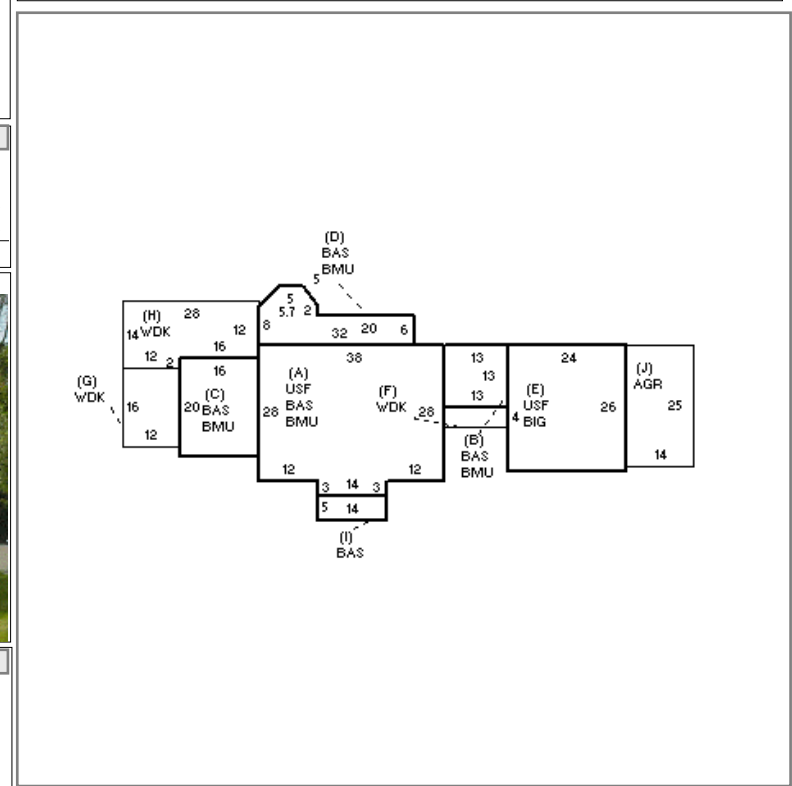 (D)
BAS
BMU
5
5
5.7 2
8
32 20 6
(H)
WDK
28
14
12
12 2
16
(G)
WDK
16
12
16
20
(C)
BAS
BMU
38
(A)
USF
BAS
BMU
28
(F)
WDK
28
12
12
3 14 3
5 14
(I)
BAS
13
13
13
(B)
BAS
BMU
24
(E)
USF
BIG
4
26
(J)
AGR
25
14